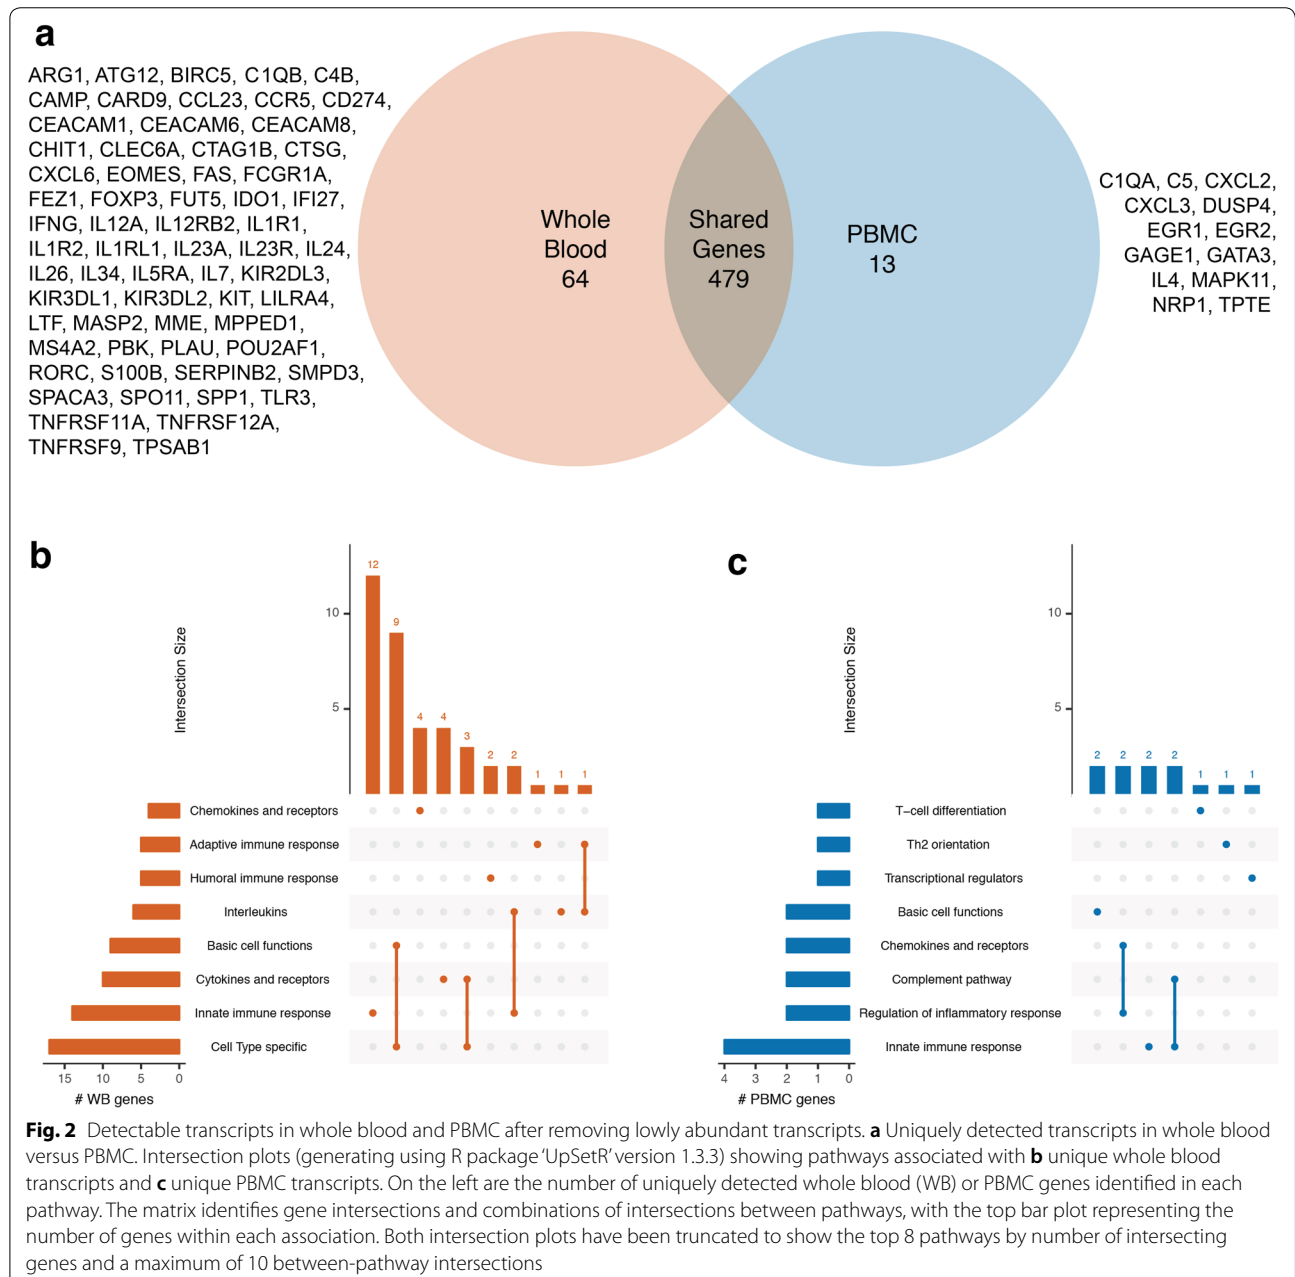 a
ARG1, ATG12, BIRC5, C1QB, C4B,
CAMP, CARD9, CCL23, CCR5, CD274,
CEACAM1, CEACAM6, CEACAM8,
CHIT1, CLEC6A, CTAG1B, CTSG,
CXCL6, EOMES, FAS, FCGR1A,
FEZ1, FOXP3, FUT5, IDO1, IFI27,
IFNG, IL12A, IL12RB2, IL1R1,
IL1R2, IL1RL1, IL23A, IL23R, IL24,
IL26, IL34, IL5RA, IL7, KIR2DL3,
KIR3DL1, KIR3DL2, KIT, LILRA4,
LTF, MASP2, MME, MPPED1,
MS4A2, PBK, PLAU, POU2AF1,
RORC, S100B, SERPINB2, SMPD3,
SPACA3, SPO11, SPP1, TLR3,
TNFRSF11A, TNFRSF12A,
TNFRSF9, TPSAB1
Whole
Blood
64
Shared
Genes
479
PBMC
13
C1QA, C5, CXCL2,
CXCL3, DUSP4,
EGR1, EGR2,
GAGE1, GATA3,
IL4, MAPK11,
NRP1, TPTE
b
Intersection Size
10
5
12
9
4
4
3
2
2
1
1
1
Chemokines and receptors
Adaptive immune response
Humoral immune response
Interleukins
Basic cell functions
Cytokines and receptors
Innate immune response
Cell Type specific
15 10 5 0
# WB genes
c
Intersection Size
10
5
2
2
2
2
1
1
1
T−cell differentiation
Th2 orientation
Transcriptional regulators
Basic cell functions
Chemokines and receptors
Complement pathway
Regulation of inflammatory response
Innate immune response
4 3 2 1 0
# PBMC genes
Fig. 2 Detectable transcripts in whole blood and PBMC after removing lowly abundant transcripts. a Uniquely detected transcripts in whole blood
versus PBMC. Intersection plots (generating using R package ‘UpSetR’ version 1.3.3) showing pathways associated with b unique whole blood
transcripts and c unique PBMC transcripts. On the left are the number of uniquely detected whole blood (WB) or PBMC genes identified in each
pathway. The matrix identifies gene intersections and combinations of intersections between pathways, with the top bar plot representing the
number of genes within each association. Both intersection plots have been truncated to show the top 8 pathways by number of intersecting
genes and a maximum of 10 between-pathway intersections